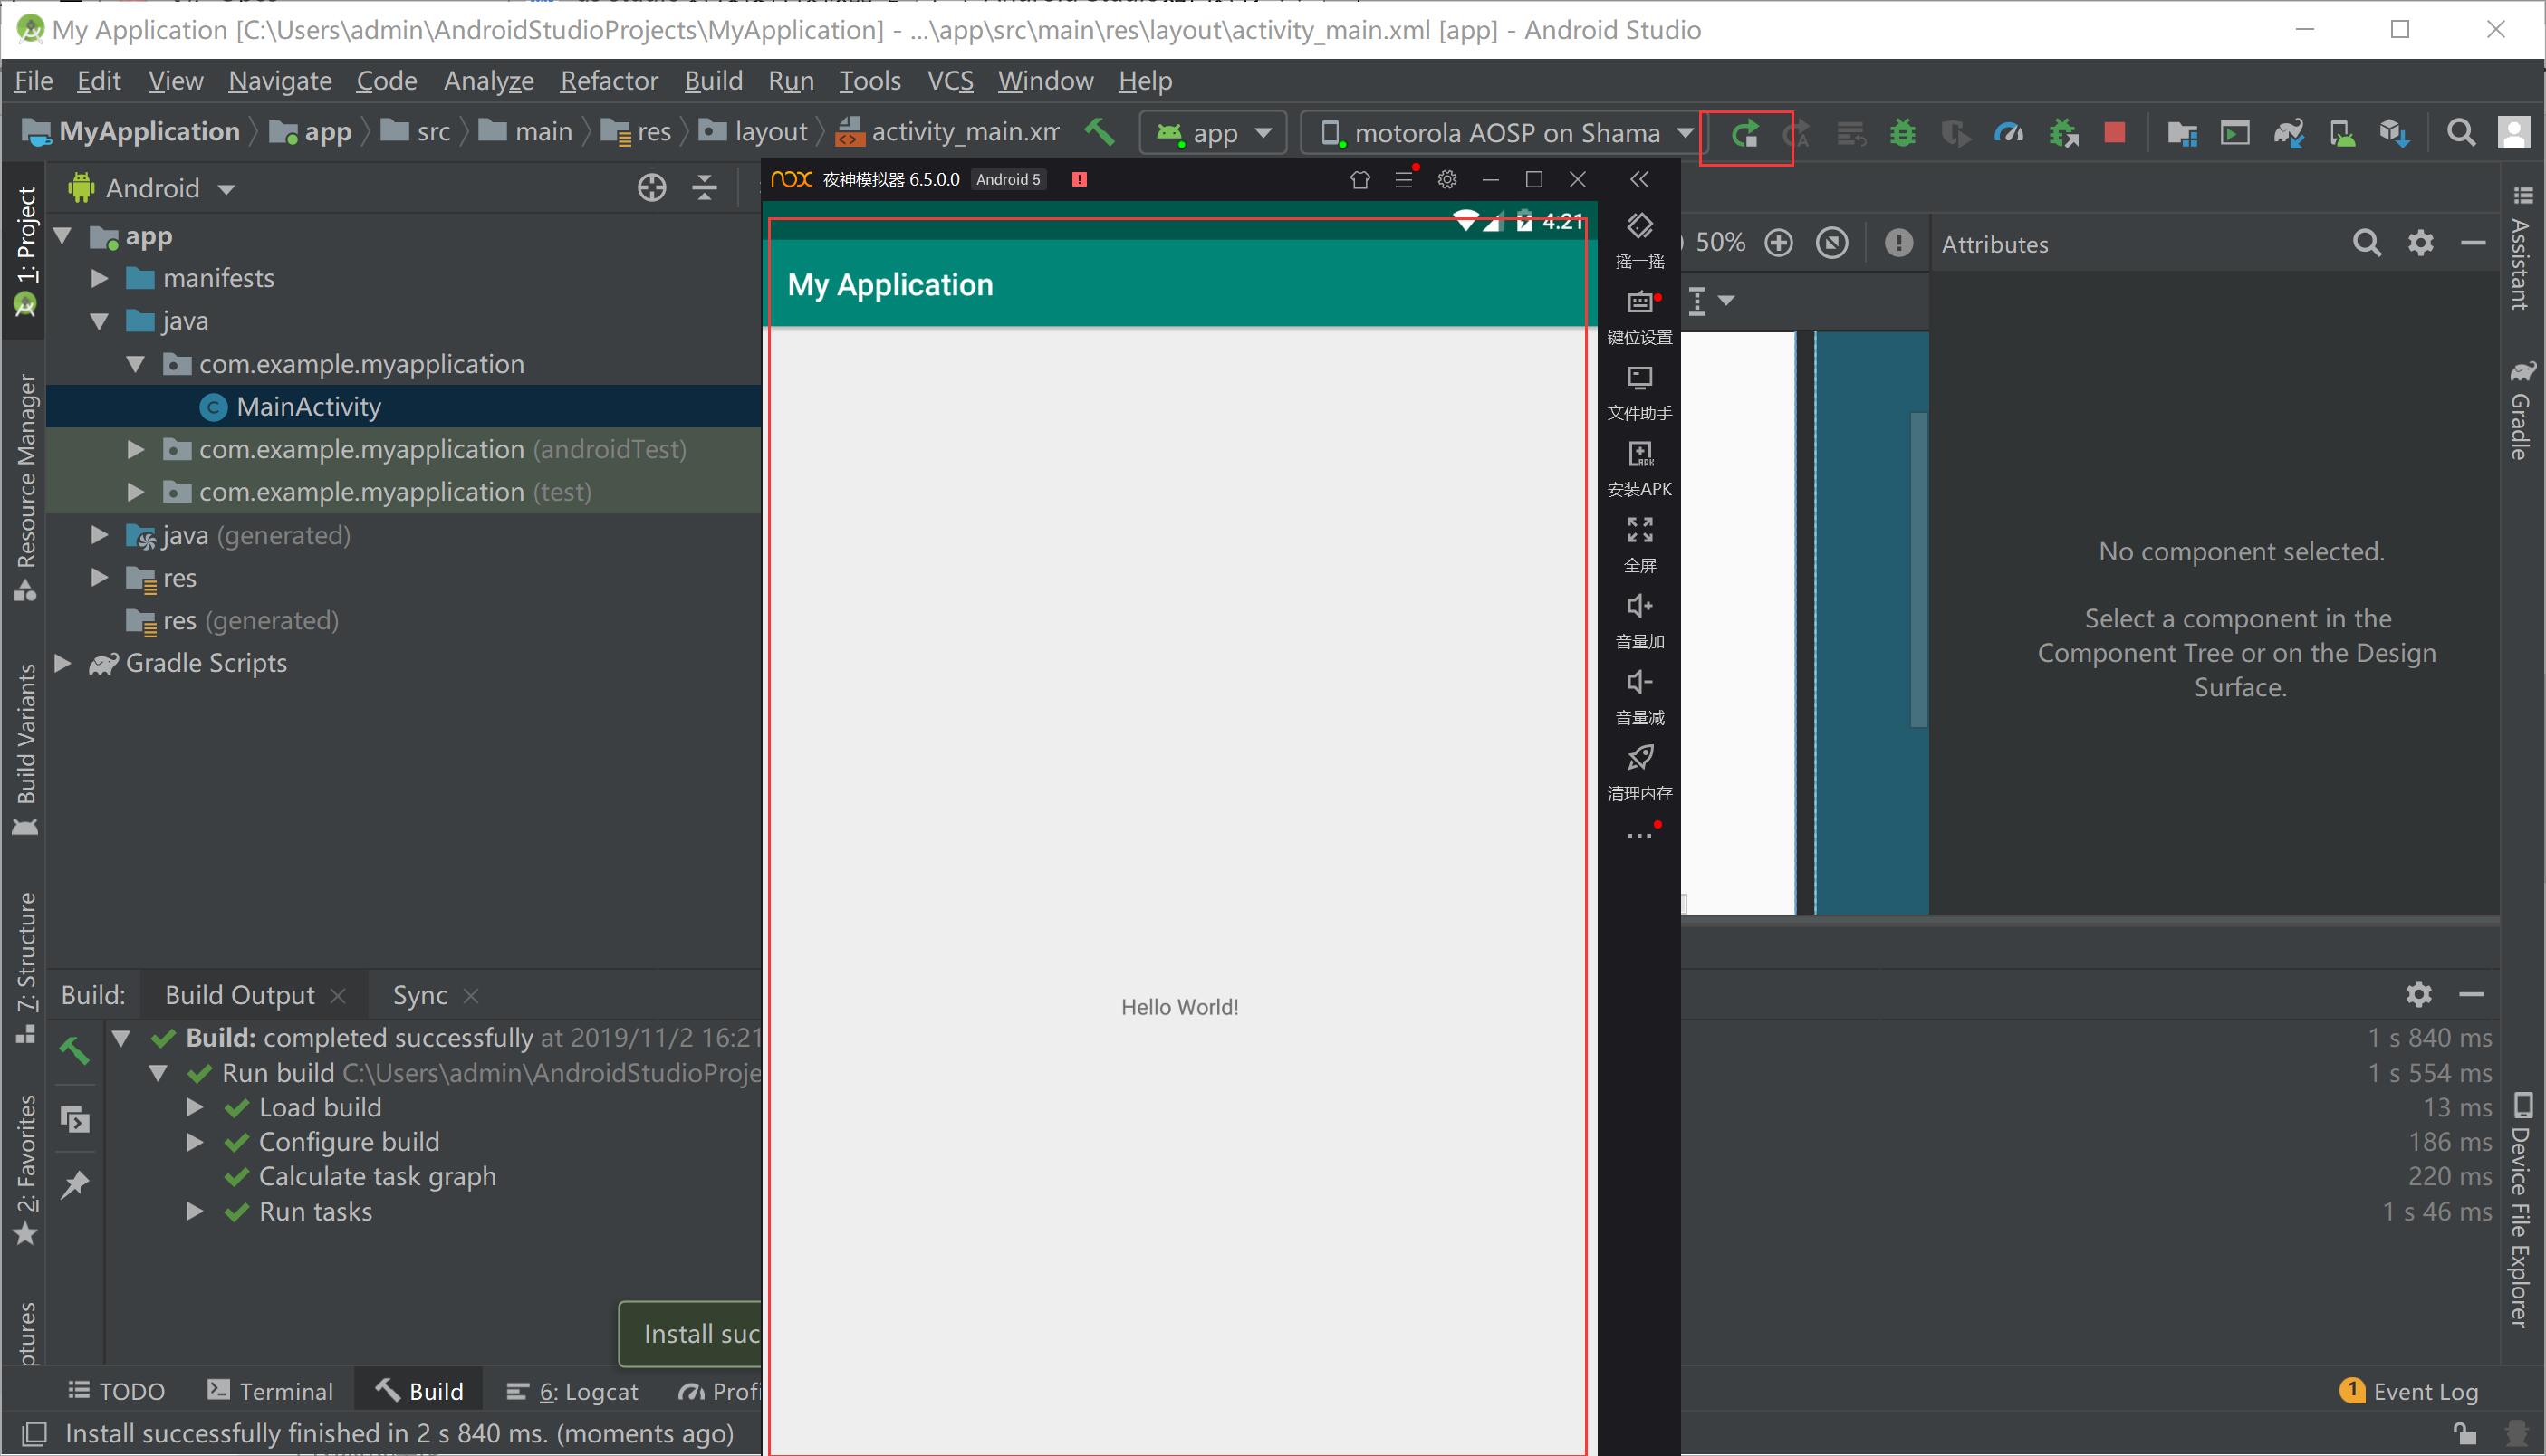 My Application [C:\Users\admin\AndroidStudioProjects\MyApplication] - ...\app\src\main\res\layout\activity_main.xml [app] - Android Studio
File Edit View Navigate Code Analyze Refactor Build Run Tools VCS Window Help
MyApplication app src main res layout activity_main.xm app motorola AOSP on Shama
Android
nox 夜神模拟器 6.5.0.0 Android 5
4:21
My Application
Hello World!
摇一摇
键位设置
文件助手
安装APK
全屏
音量加
音量减
清理内存
1: Project
Resource Manager
Build Variants
7: Structure
2: Favorites
app
manifests
java
com.example.myapplication
MainActivity
com.example.myapplication (androidTest)
com.example.myapplication (test)
java (generated)
res
res (generated)
Gradle Scripts
50%
Attributes
No component selected.
Select a component in the
Component Tree or on the Design
Surface.
Assistant
Gradle
Device File Explorer
Build: Build Output Sync
Build: completed successfully at 2019/11/2 16:21 1 s 840 ms
Run build C:\Users\admin\AndroidStudioProje 1 s 554 ms
Load build 13 ms
Configure build 186 ms
Calculate task graph 220 ms
Run tasks 1 s 46 ms
Install suc
TODO Terminal Build 6: Logcat Profi
1 Event Log
Install successfully finished in 2 s 840 ms. (moments ago)